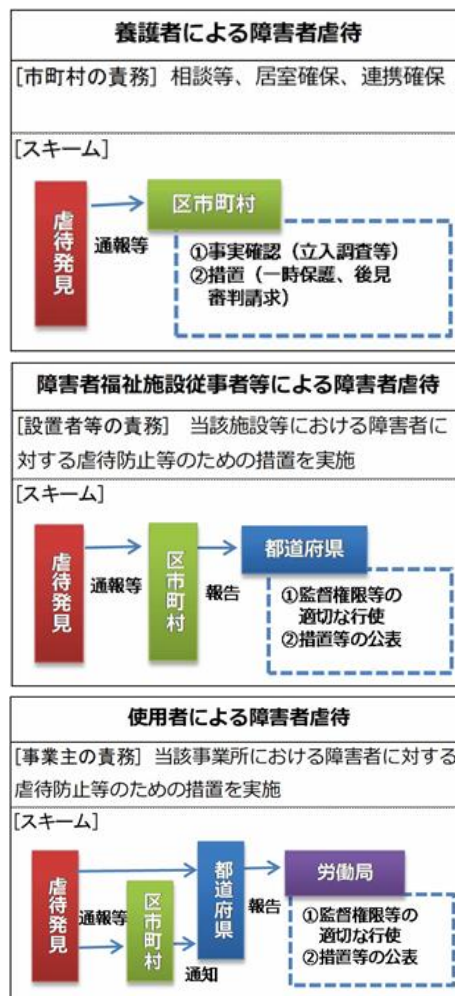 養護者による障害者虐待
[市町村の責務] 相談等、居室確保、連携確保
[スキーム]
虐待発見
通報等
区市町村
①事実確認（立入調査等）
②措置（一時保護、後見
審判請求）
障害者福祉施設従事者等による障害者虐待
[設置者等の責務] 当該施設等における障害者に
対する虐待防止等のための措置を実施
[スキーム]
虐待発見
通報等
区市町村
報告
都道府県
①監督権限等の
適切な行使
②措置等の公表
使用者による障害者虐待
[事業主の責務] 当該事業所における障害者に対する
虐待防止等のための措置を実施
[スキーム]
虐待発見
通報等
区市町村
通知
都道府県
報告
労働局
①監督権限等の
適切な行使
②措置等の公表